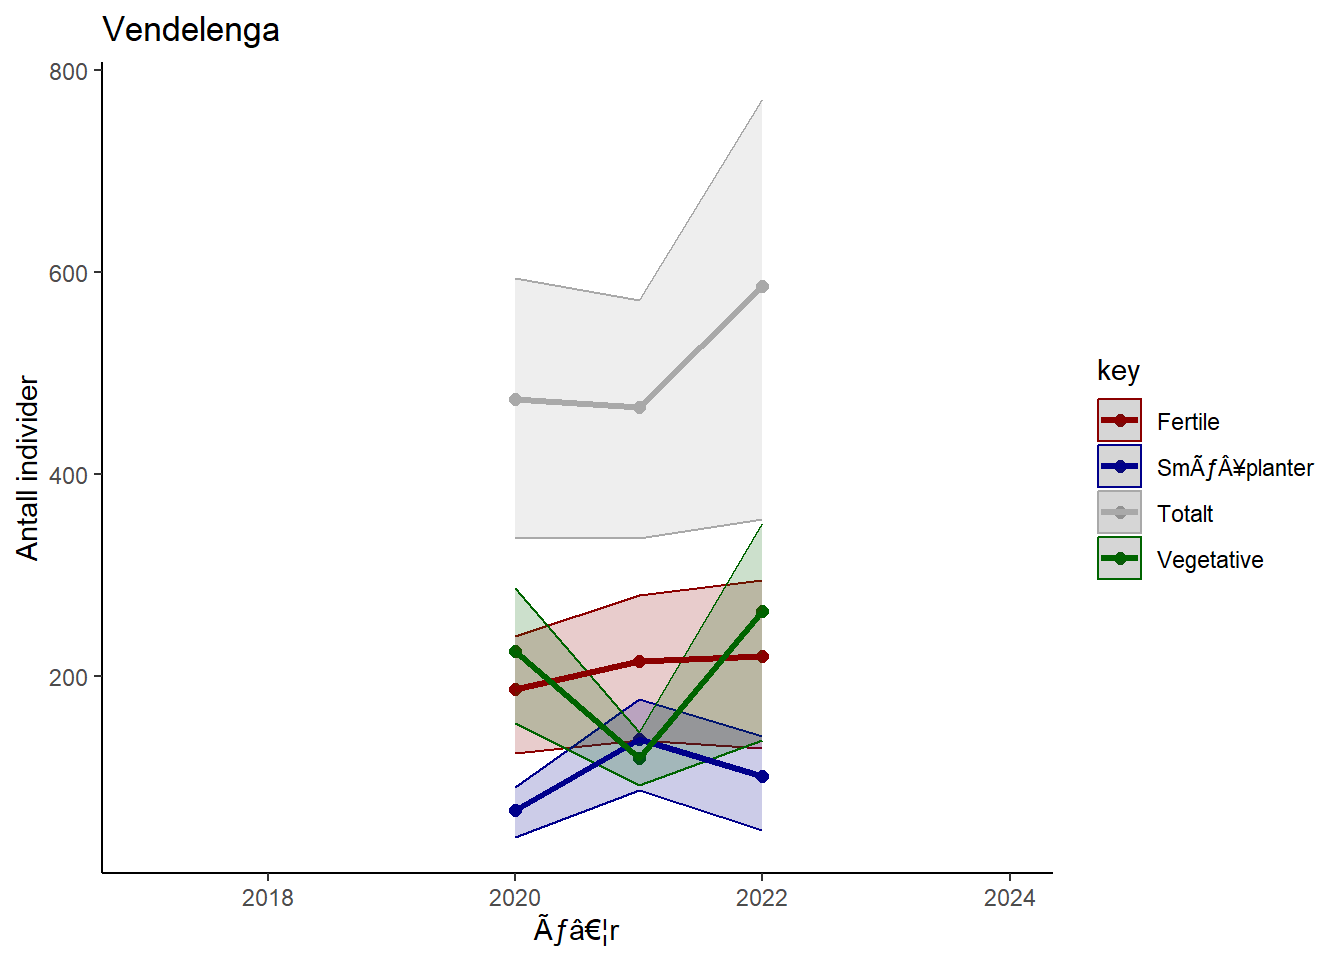 Vendelenga
800
600
400
200
Antall individer
2018
2020
2022
2024
Ãƒâ€¦r
key
Fertile
SmÃƒÂ¥planter
Totalt
Vegetative